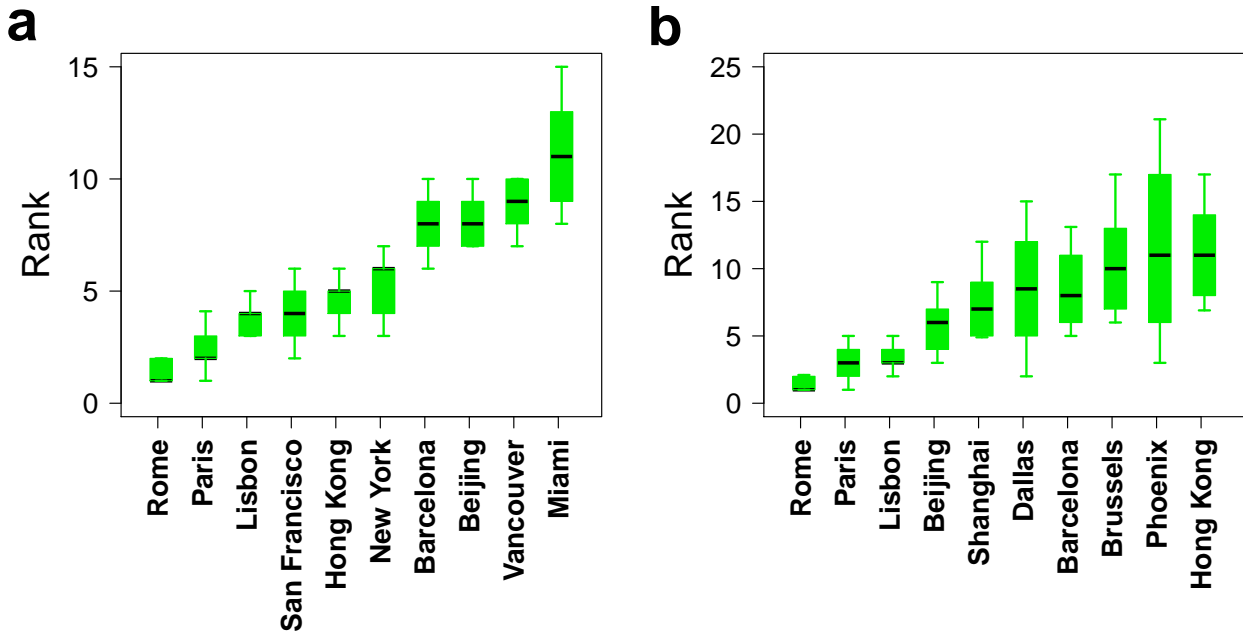 a
Rank
15
10
5
0
Rome
Paris
Lisbon
San Francisco
Hong Kong
New York
Barcelona
Beijing
Vancouver
Miami
b
Rank
25
20
15
10
5
0
Rome
Paris
Lisbon
Beijing
Shanghai
Dallas
Barcelona
Brussels
Phoenix
Hong Kong